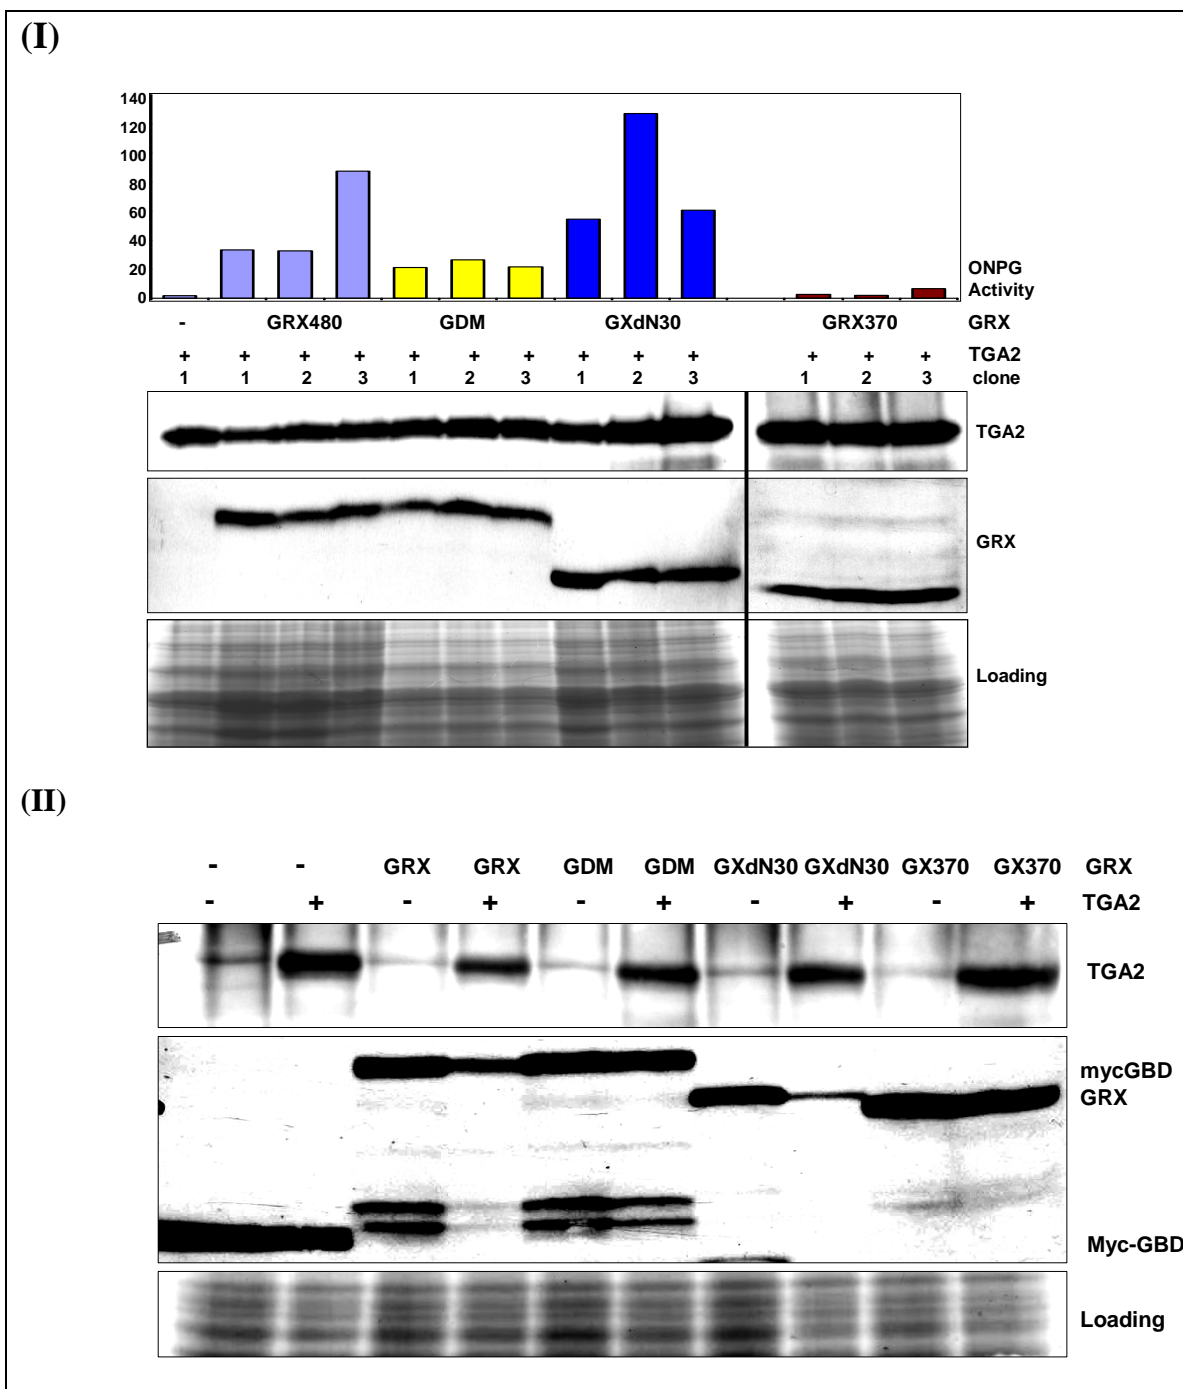 (I)
140
120
100
80
60
40
20
0
ONPG
Activity
- GRX480 GDM GXdN30 GRX370 GRX
+ + + + + + + + + + + + + TGA2
1 1 2 3 1 2 3 1 2 3 1 2 3 clone
TGA2
GRX
Loading
(II)
- - GRX GRX GDM GDM GXdN30 GXdN30 GX370 GX370 GRX
- + - + - + - + - + TGA2
TGA2
mycGBD
GRX
Myc-GBD
Loading